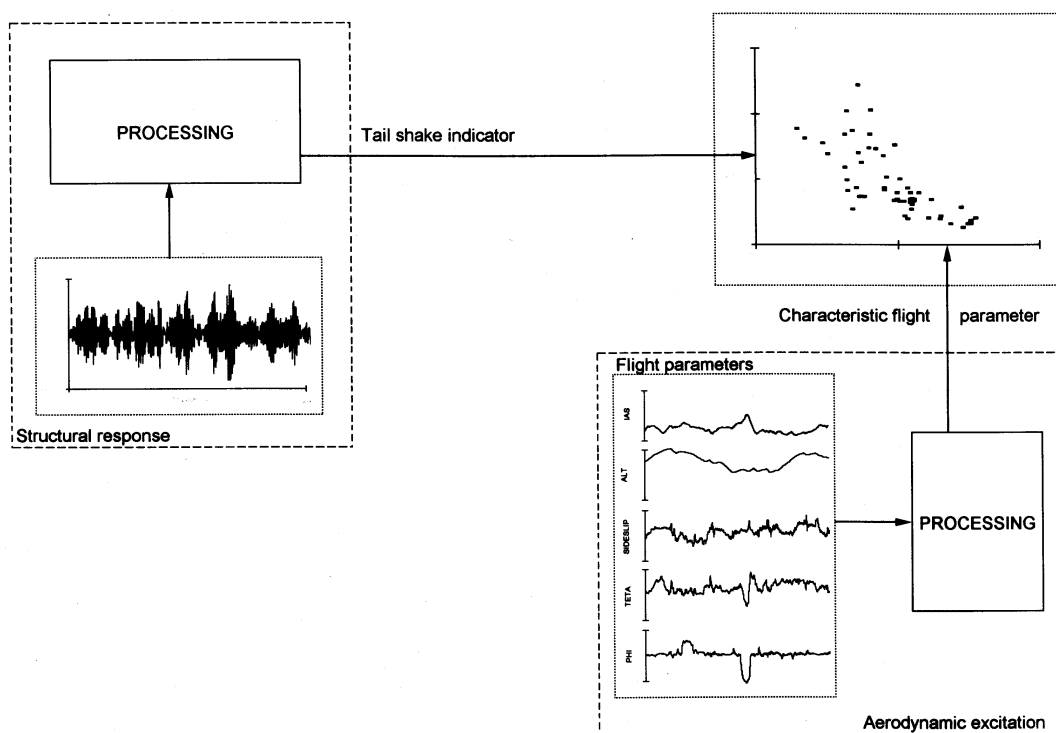 PROCESSING
Tail shake indicator
Structural response
Characteristic flight parameter
Flight parameters
IAS
ALT
SIDESLIP
TETA
PHI
PROCESSING
Aerodynamic excitation